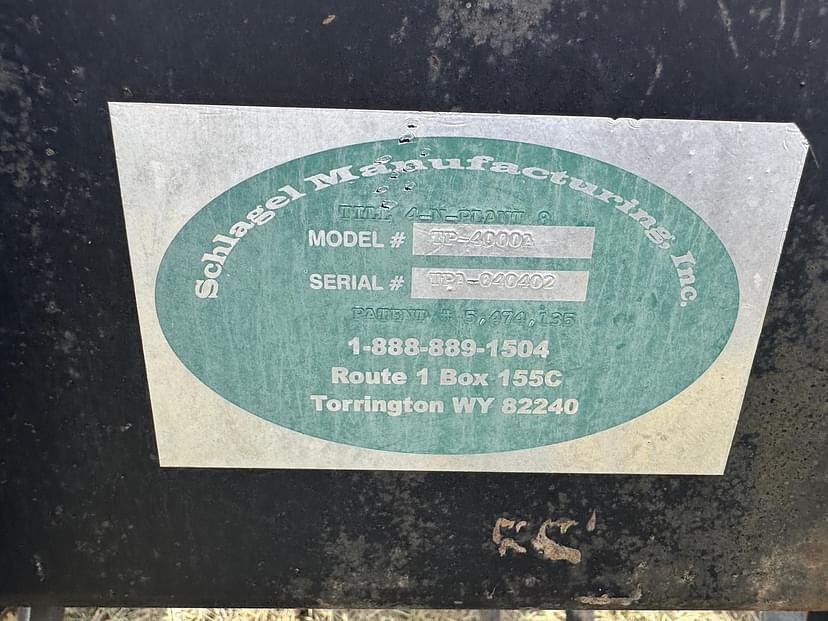 Schlagel Manufacturing, Inc.
TILL 4-N-PLANT 8
MODEL # TP-4000A
SERIAL # TPA-040402
PATENT # 5,474,135
1-888-889-1504
Route 1 Box 155C
Torrington WY 82240